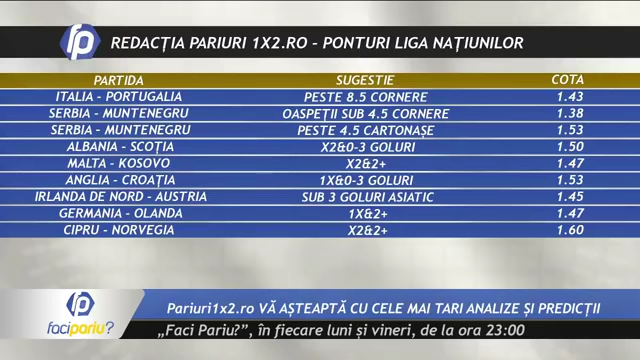 fp REDACȚIA PARIURI 1X2.RO - PONTURI LIGA NAȚIUNILOR
PARTIDA SUGESTIE COTA
ITALIA - PORTUGALIA PESTE 8.5 CORNERE 1.43
SERBIA - MUNTENEGRU OASPEȚII SUB 4.5 CORNERE 1.38
SERBIA - MUNTENEGRU PESTE 4.5 CARTONAȘE 1.53
ALBANIA - SCOȚIA X2&0-3 GOLURI 1.50
MALTA - KOSOVO X2&2+ 1.47
ANGLIA - CROAȚIA 1X&0-3 GOLURI 1.53
IRLANDA DE NORD - AUSTRIA SUB 3 GOLURI ASIATIC 1.45
GERMANIA - OLANDA 1X&2+ 1.47
CIPRU - NORVEGIA X2&2+ 1.60
fp
faci pariu?
Pariuri1x2.ro VĂ AȘTEAPTĂ CU CELE MAI TARI ANALIZE ȘI PREDICȚII
„Faci Pariu?”, în fiecare luni și vineri, de la ora 23:00